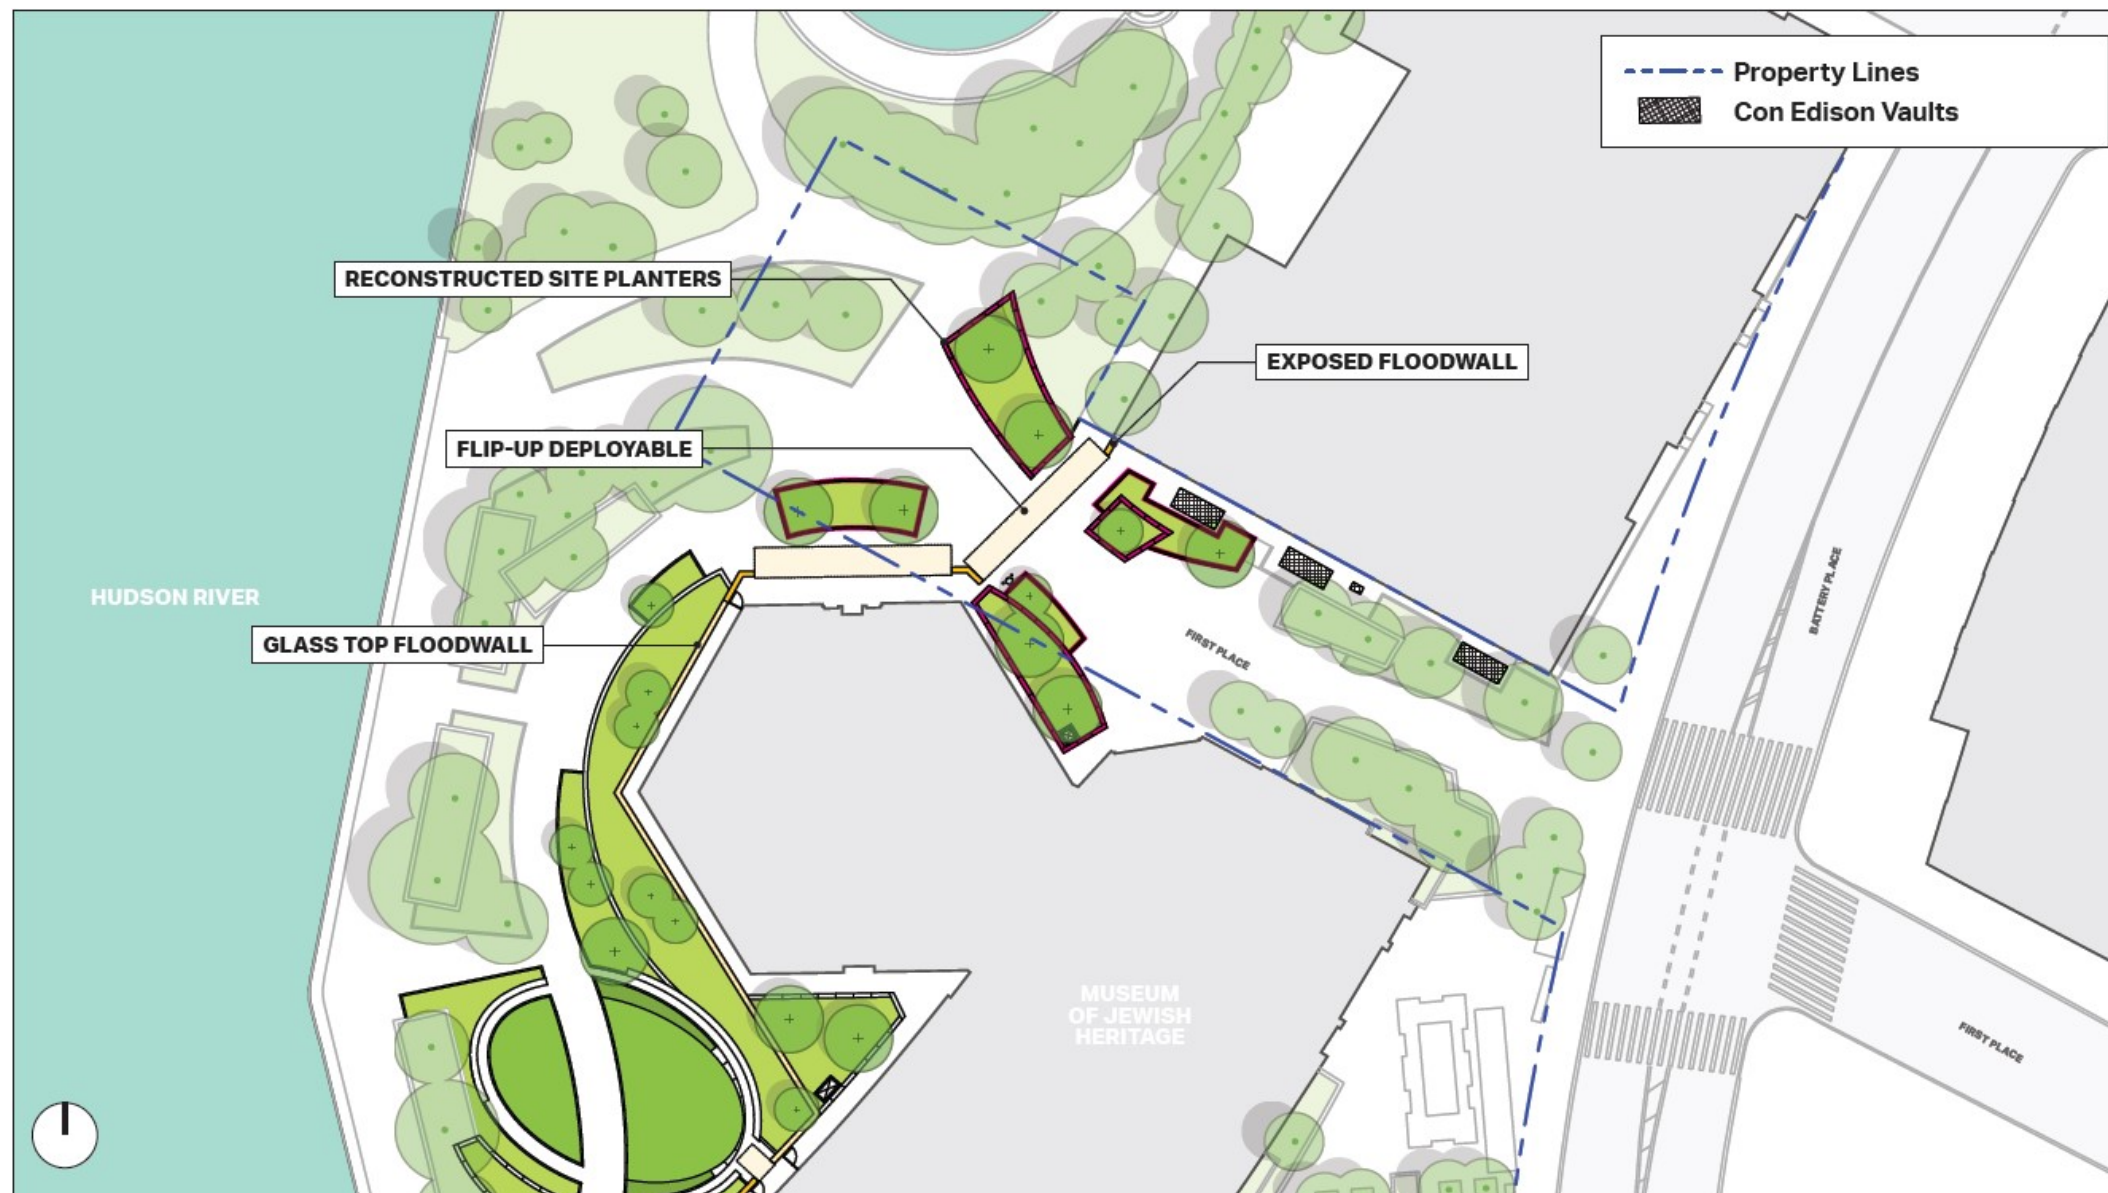 Property Lines
Con Edison Vaults
RECONSTRUCTED SITE PLANTERS
EXPOSED FLOODWALL
FLIP-UP DEPLOYABLE
HUDSON RIVER
BATTERY PLACE
GLASS TOP FLOODWALL
FIRST PLACE
MUSEUM
OF JEWISH
HERITAGE
FIRST PLACE